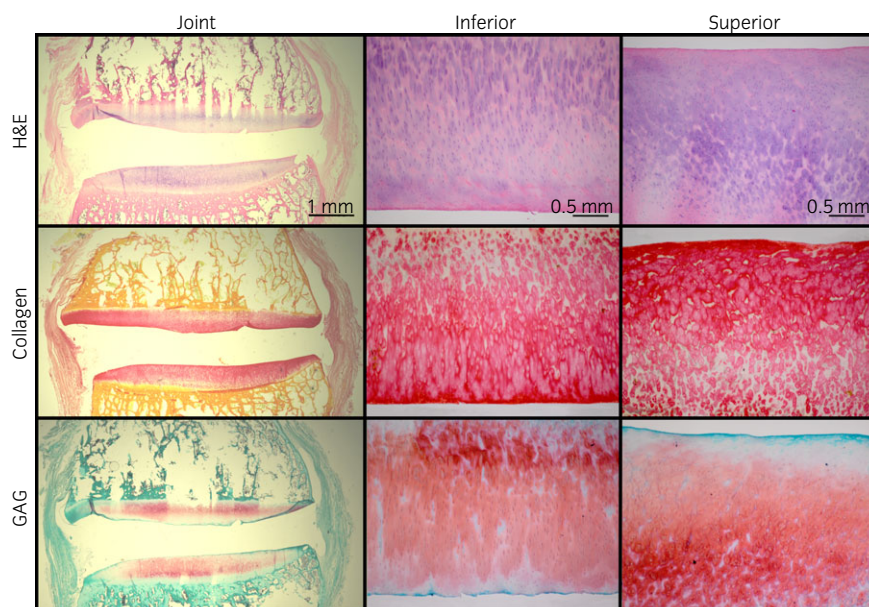 Joint
Inferior
Superior
H&E
1 mm
0.5 mm
0.5 mm
Collagen
GAG